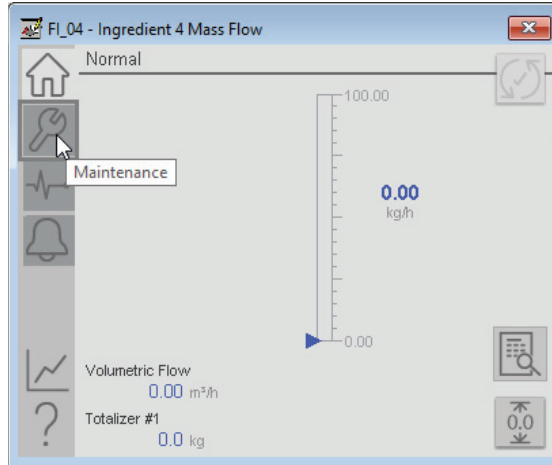 FI_04 - Ingredient 4 Mass Flow
Normal
100.00
Maintenance
0.00
kg/h
0.00
Volumetric Flow
0.00 m³/h
Totalizer #1
0.0 kg
?
0.0